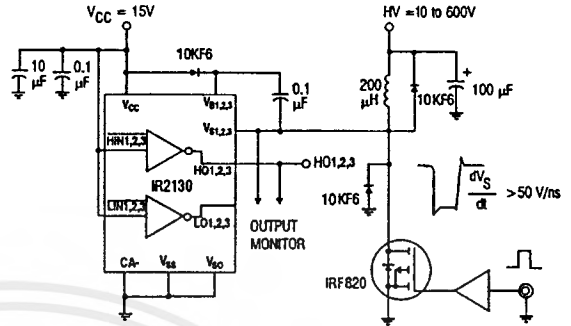 VCC = 15V
HV =10 to 600V
10KF6
10
µF
0.1
µF
0.1
µF
200
µH
10KF6
+
100 µF
VCC
VB1,2,3
VS1,2,3
HIN1,2,3
HO1,2,3
HO1,2,3
IR2130
LIN1,2,3
LO1,2,3
10KF6
dVS
dt
>50 V/ns
OUTPUT
MONITOR
CA-
VSS
VSO
IRF820